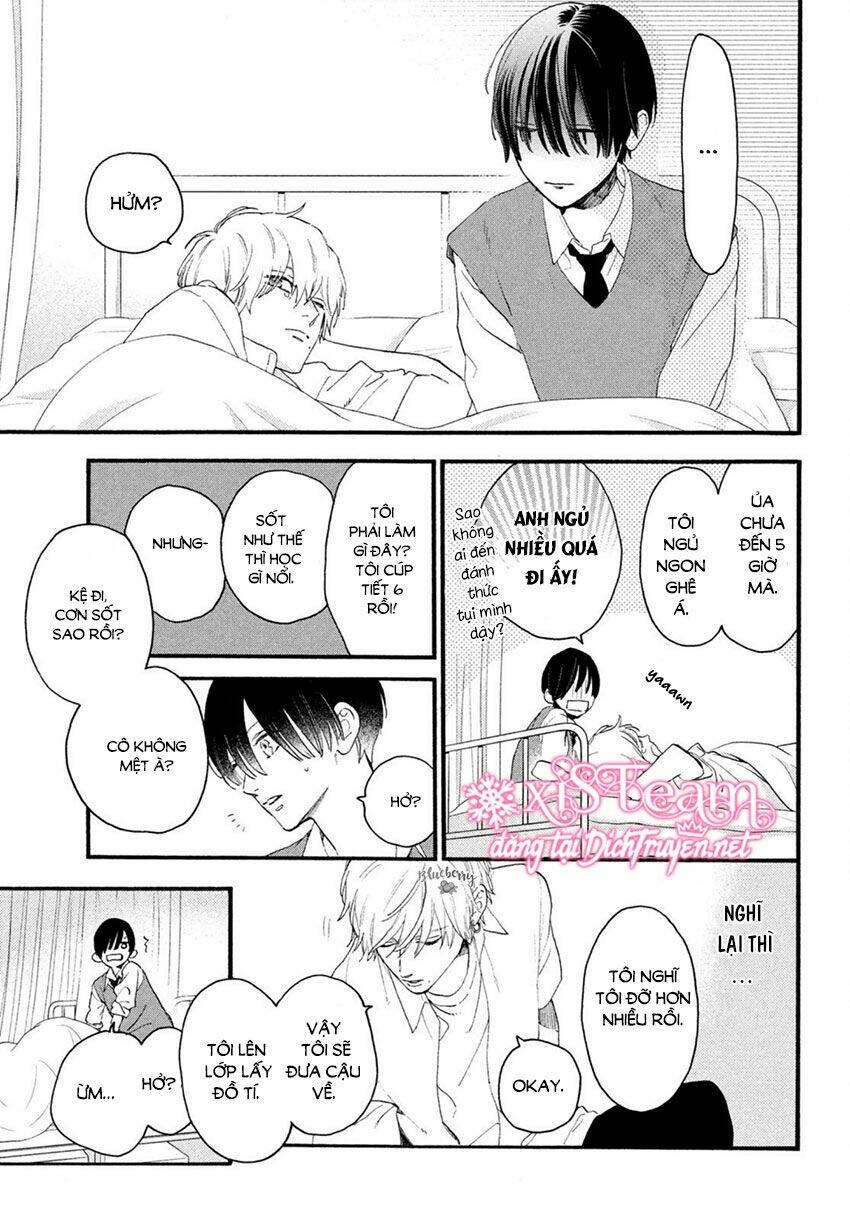 ...
HỬM?
ỦA CHƯA
ĐẾN 5
GIỜ
MÀ.
TÔI
NGỦ
NGON
GHÊ
Á.
ANH NGỦ
NHIỀU QUÁ
ĐI ẤY!
Sao
không
ai đến
đánh
thức
tụi mình
dậy?
yaaawn
TÔI
PHẢI LÀM
GÌ ĐÂY?
TÔI CÚP
TIẾT 6
RỒI!
SỐT
NHƯ THẾ
THÌ HỌC
GÌ NỔI.
NHƯNG-
KỆ ĐI,
CƠN SỐT
SAO RỒI?
CÔ KHÔNG
MỆT À?
HỞ?
xisTeam
đăng tại DichTruyen.net
Blueberry
NGHĨ
LẠI THÌ
...
TÔI NGHĨ
TÔI ĐỠ HƠN
NHIỀU RỒI.
OKAY.
VẬY
TÔI SẼ
ĐƯA CẬU
VỀ.
TÔI LÊN
LỚP LẤY
ĐỒ TÍ.
HỞ?
ỪM...